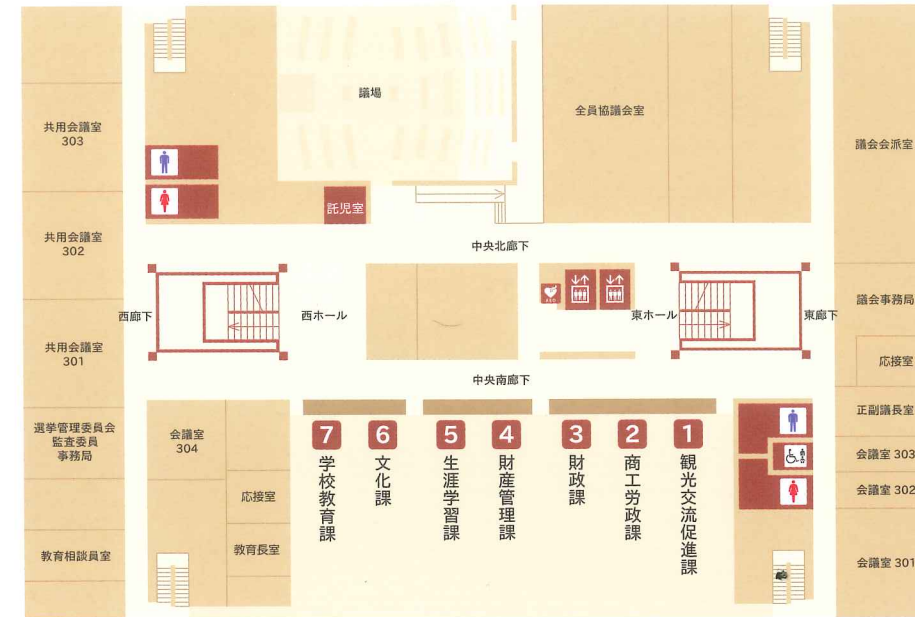 議場
全員協議会室
共用会議室
303
議会会派室
託児室
共用会議室
302
中央北廊下
AED
西廊下
西ホール
東ホール
東廊下
議会事務局
共用会議室
301
応接室
中央南廊下
正副議長室
選挙管理委員会
監査委員
事務局
会議室
304
7
学校教育課
6
文化課
5
生涯学習課
4
財産管理課
3
財政課
2
商工労政課
1
観光交流促進課
会議室 303
会議室 302
応接室
教育長室
教育相談員室
会議室 301